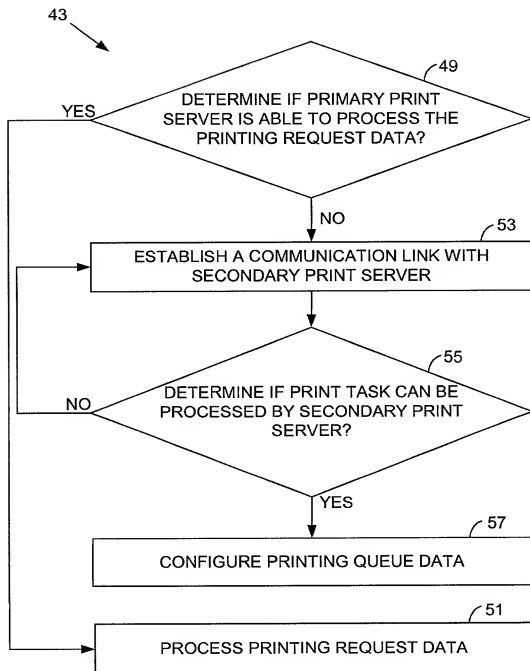 43
49
DETERMINE IF PRIMARY PRINT
SERVER IS ABLE TO PROCESS THE
PRINTING REQUEST DATA?
YES
NO
53
ESTABLISH A COMMUNICATION LINK WITH
SECONDARY PRINT SERVER
55
DETERMINE IF PRINT TASK CAN BE
PROCESSED BY SECONDARY PRINT
SERVER?
NO
YES
57
CONFIGURE PRINTING QUEUE DATA
51
PROCESS PRINTING REQUEST DATA